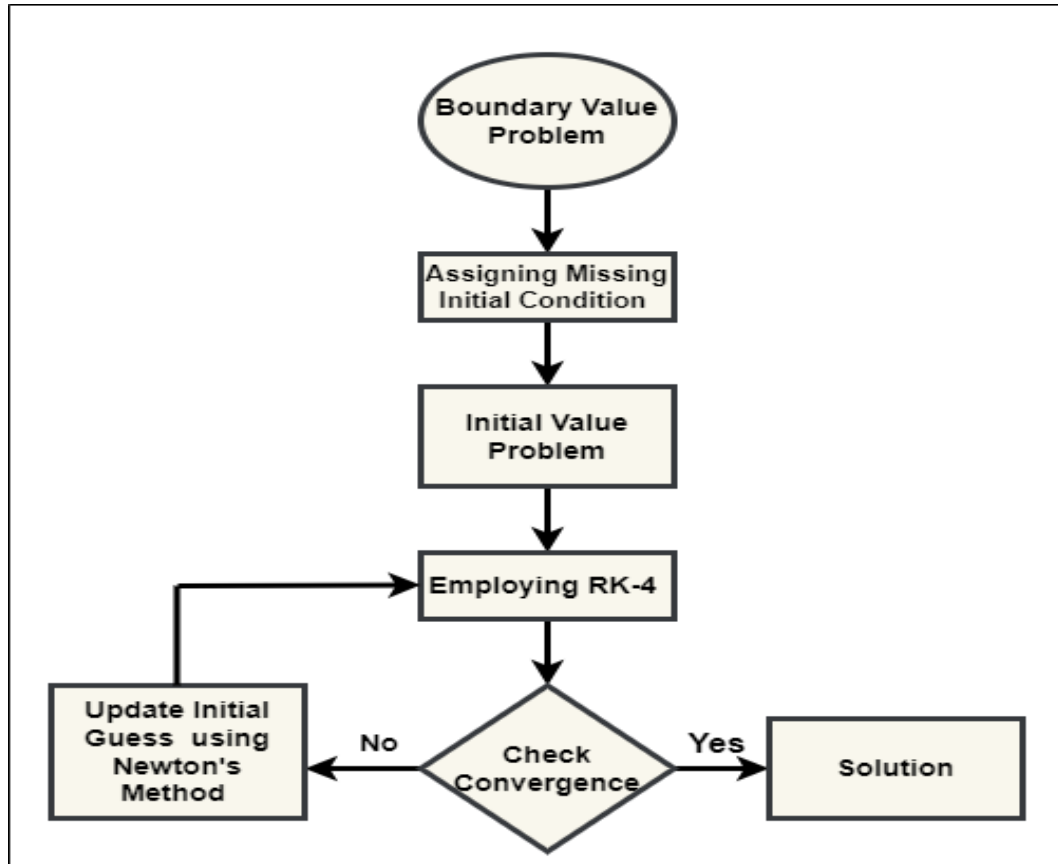 Boundary Value
Problem
Assigning Missing
Initial Condition
Initial Value
Problem
Employing RK-4
Check
Convergence
No
Yes
Update Initial
Guess using
Newton's
Method
Solution